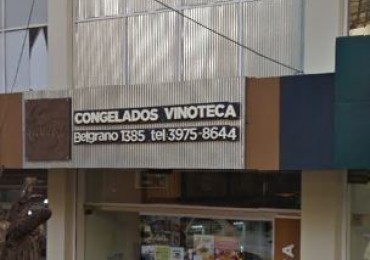 CONGELADOS VINOTECA
Belgrano 1385 tel 3975-8644